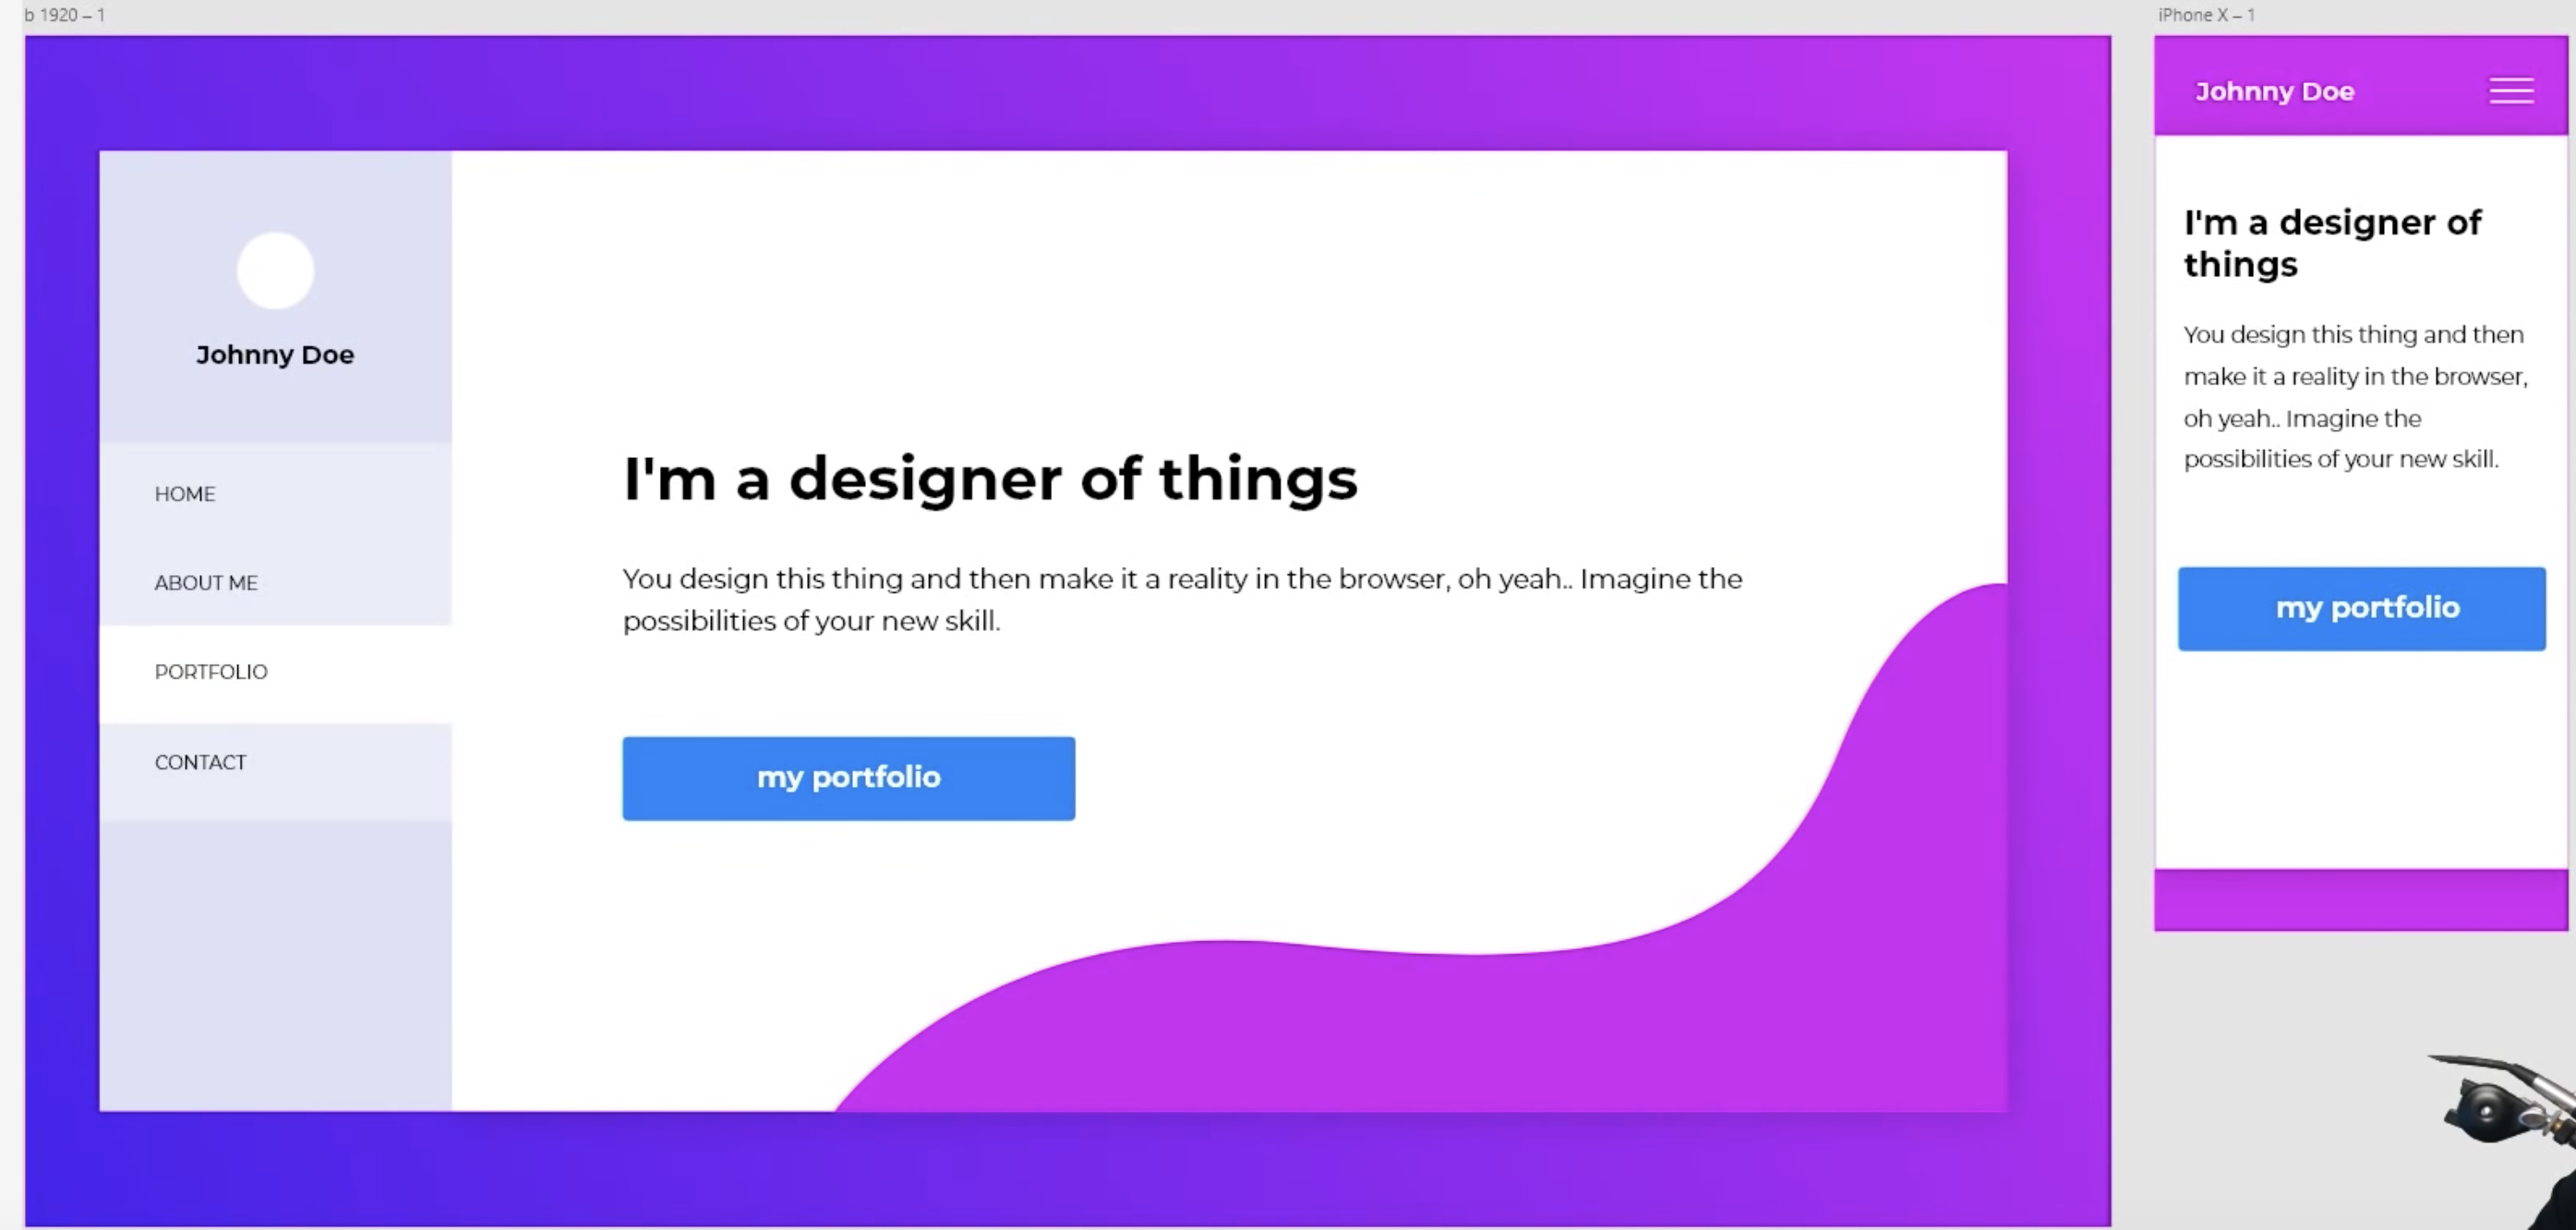 b 1920 – 1
Johnny Doe
HOME
ABOUT ME
PORTFOLIO
CONTACT
I'm a designer of things
You design this thing and then make it a reality in the browser, oh yeah.. Imagine the
possibilities of your new skill.
my portfolio
iPhone X – 1
Johnny Doe
I'm a designer of
things
You design this thing and then
make it a reality in the browser,
oh yeah.. Imagine the
possibilities of your new skill.
my portfolio